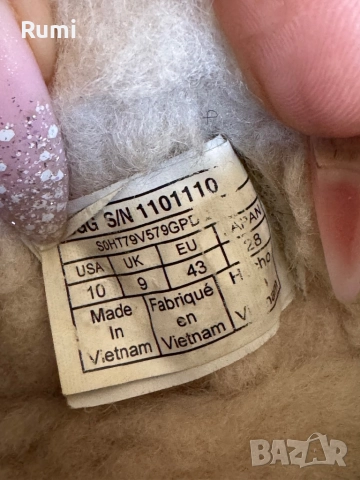 Rumi
GG S/N 1101110
S0HT79V579GPD
USA UK EU JAPAN
10 9 43 28
Made In Vietnam
Fabriqué en Vietnam
BAZAR